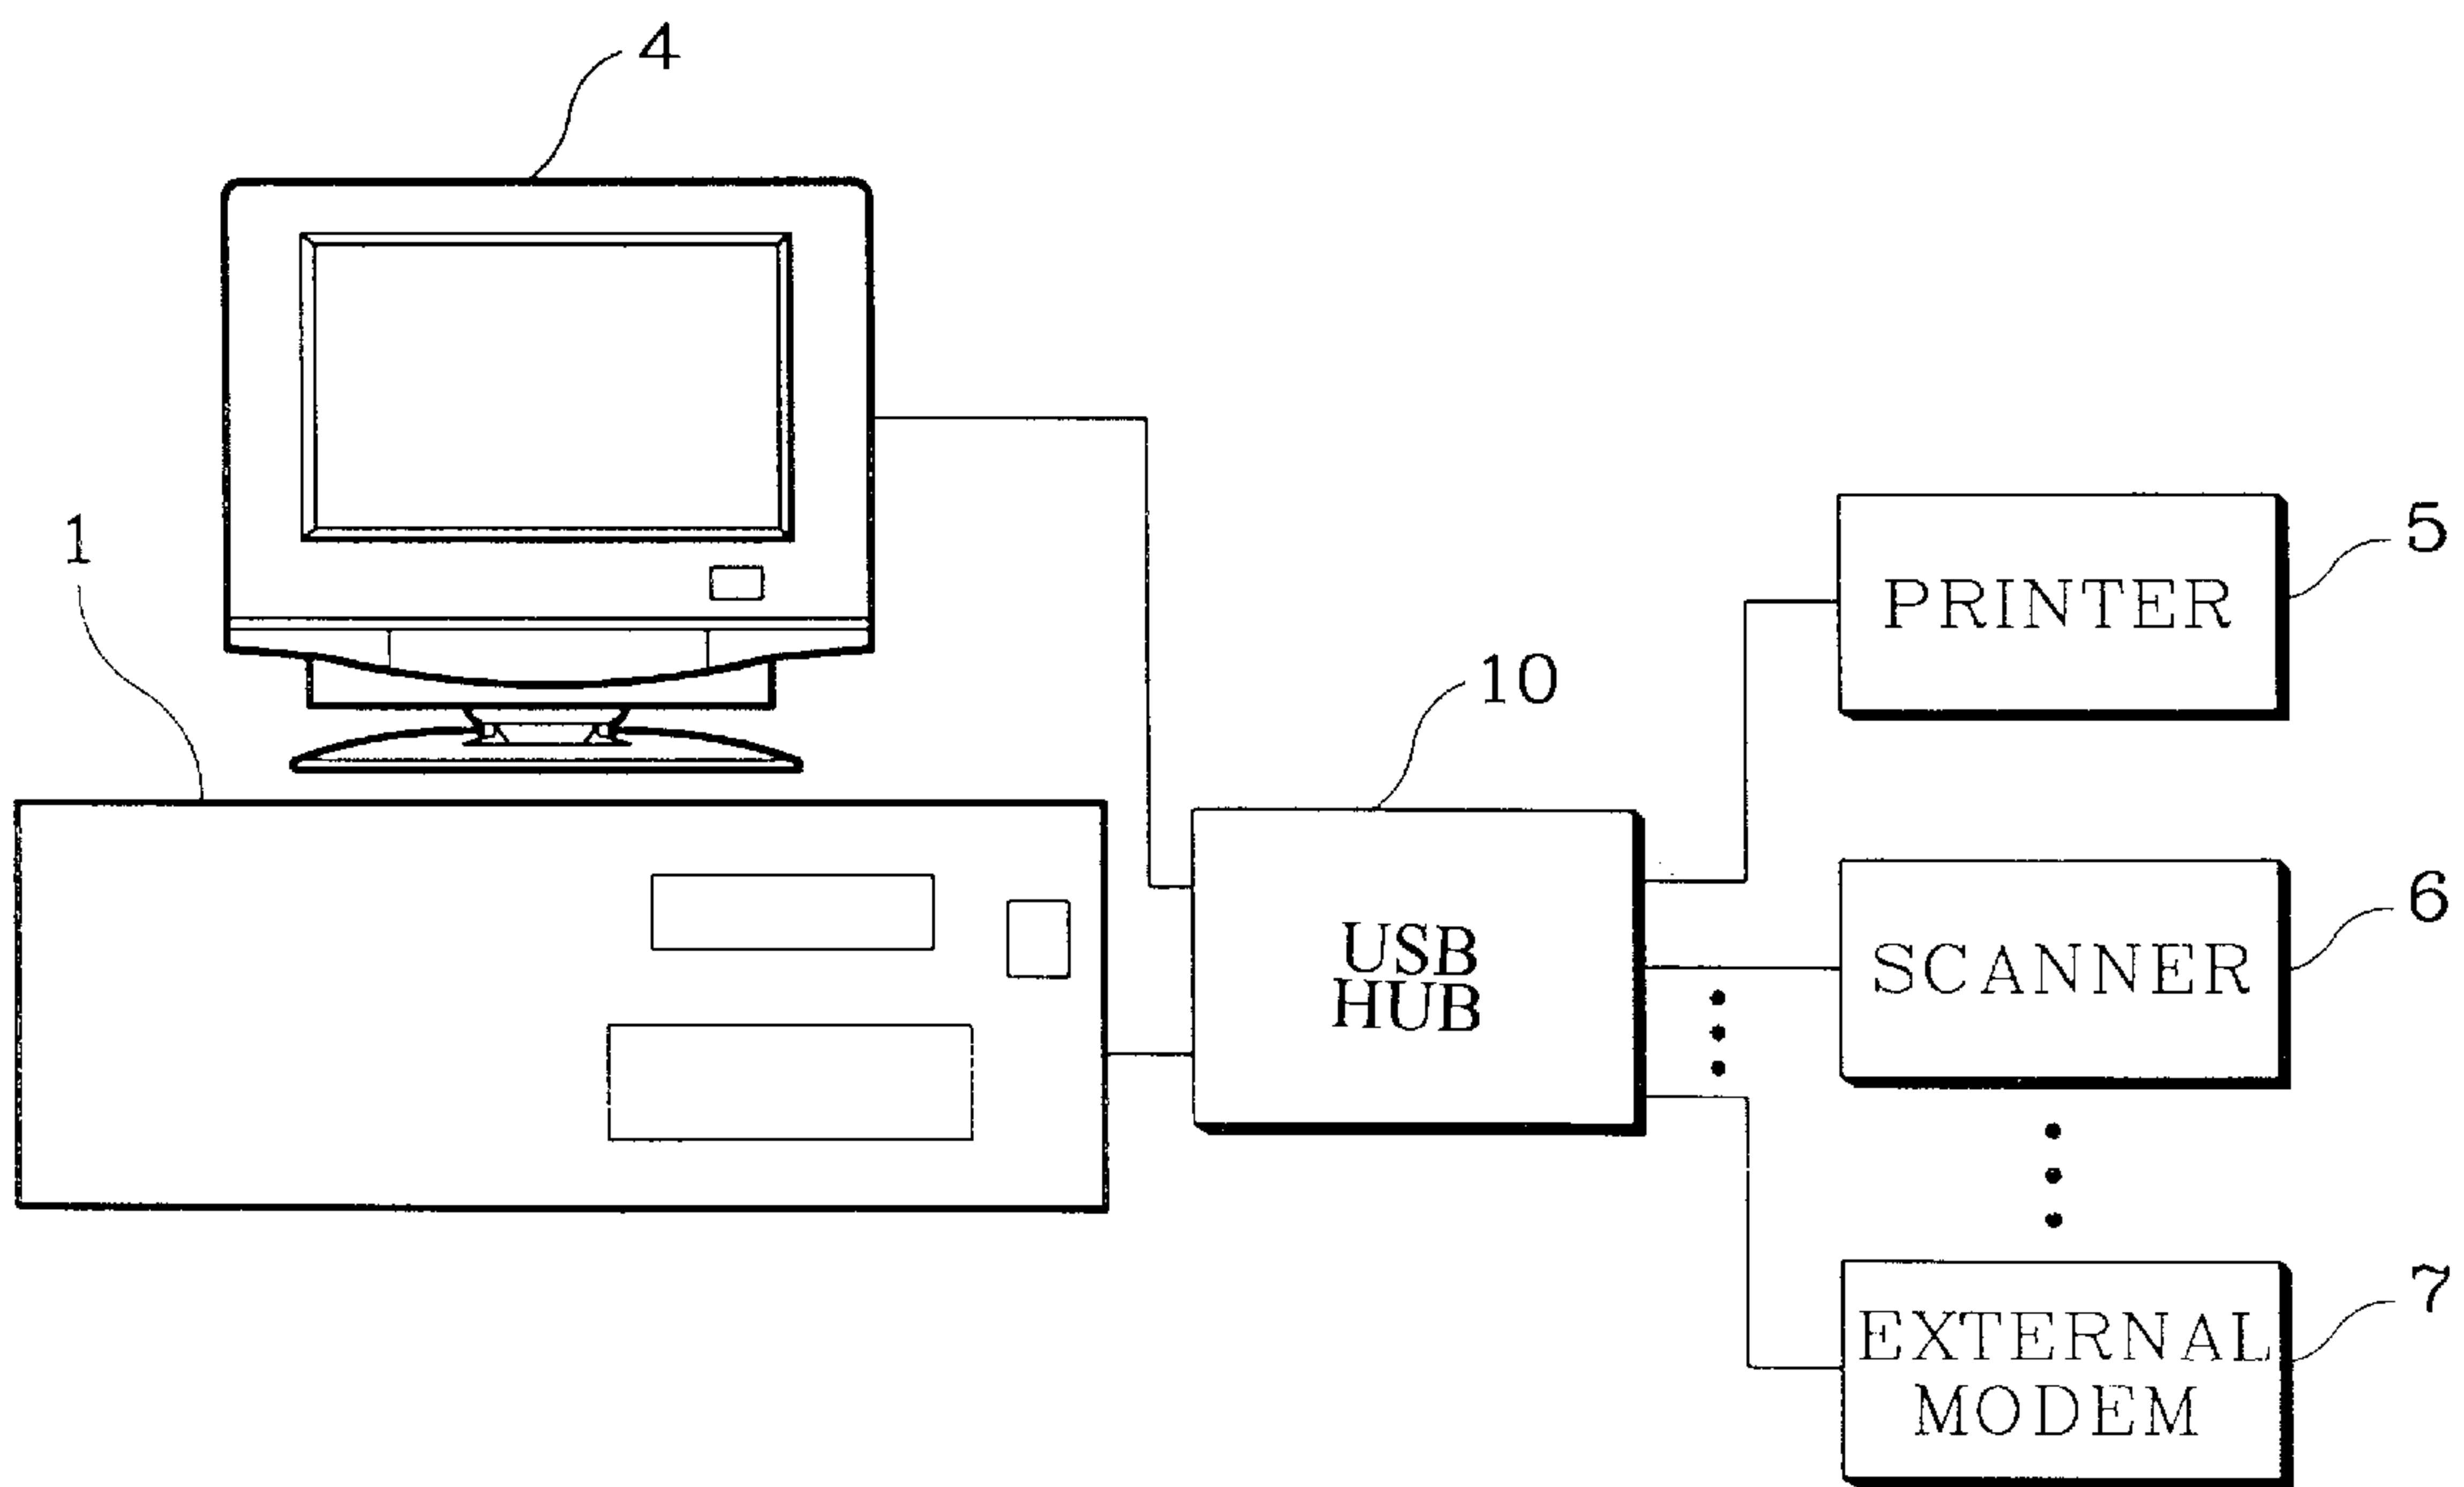 4
1
5
PRINTER
10
6
SCANNER
USB
HUB
7
EXTERNAL
MODEM